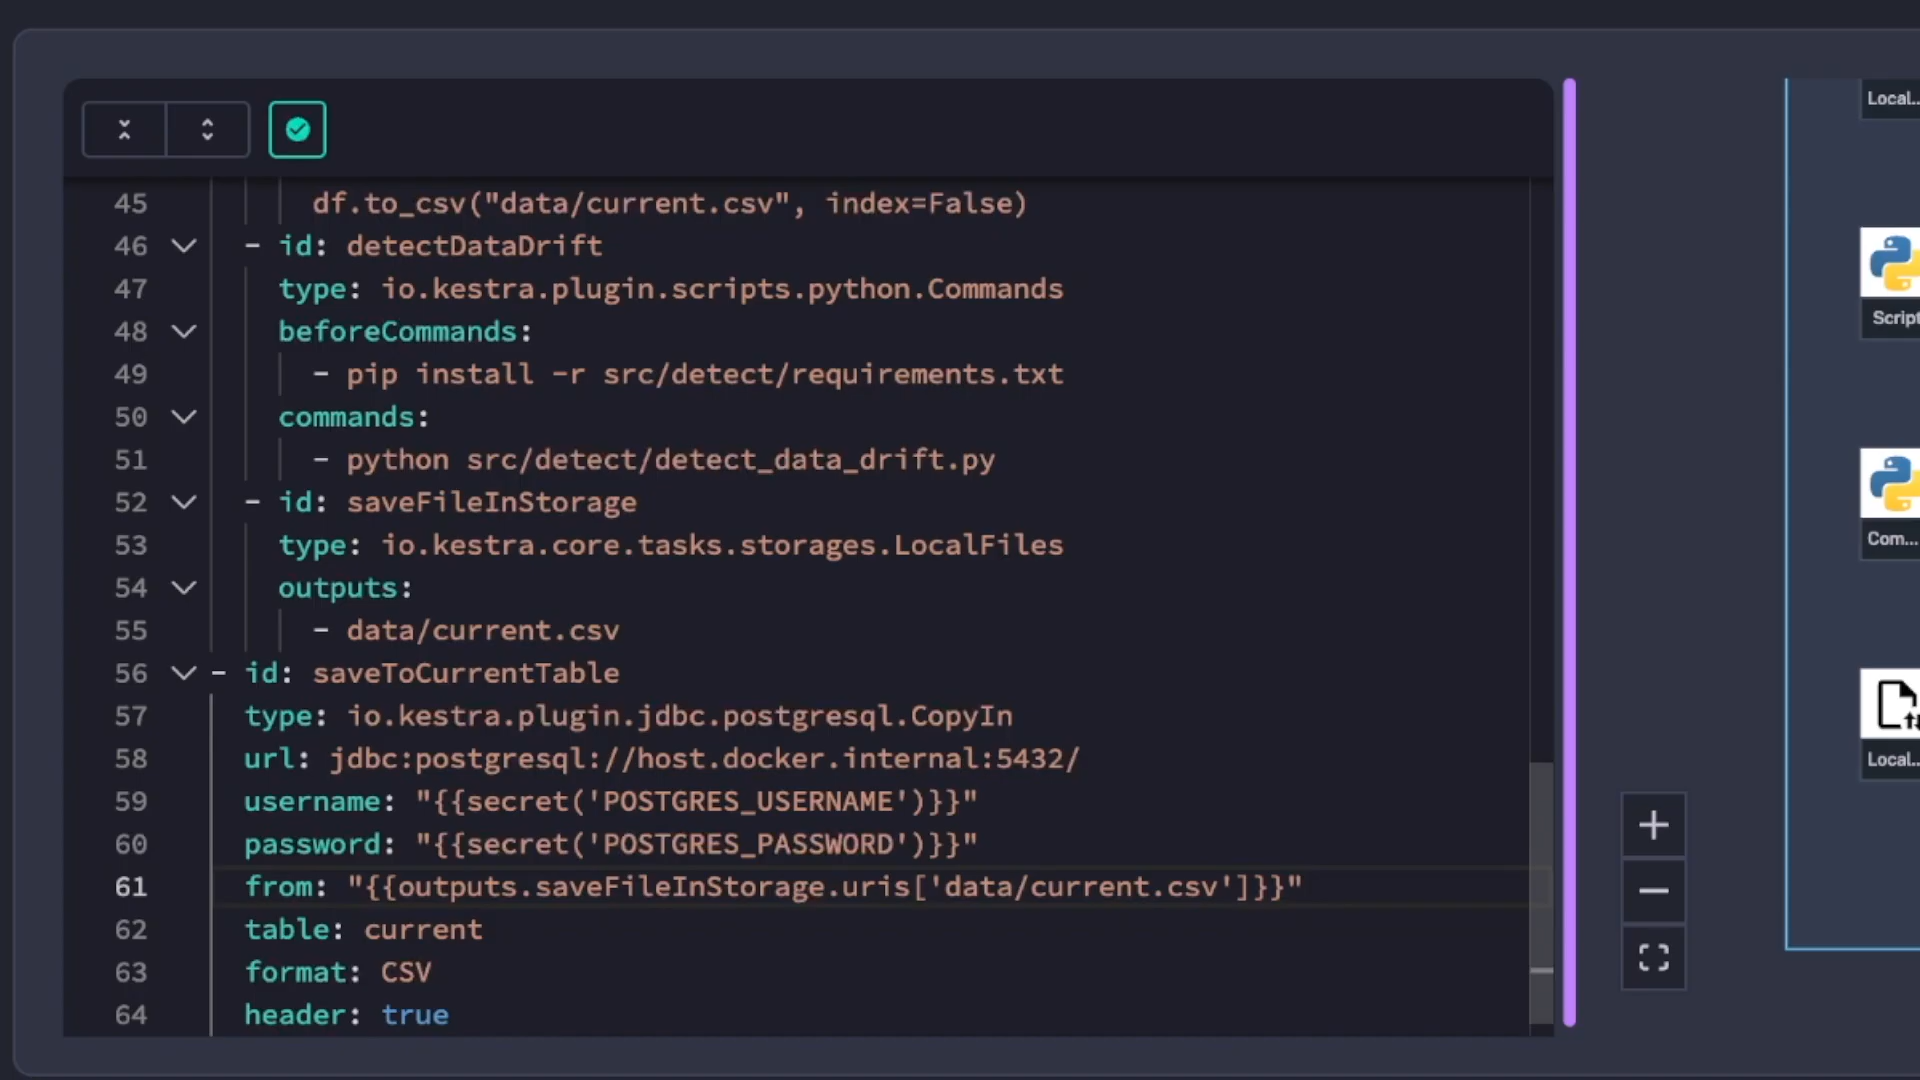 45 df.to_csv("data/current.csv", index=False)
46 - id: detectDataDrift
47 type: io.kestra.plugin.scripts.python.Commands
48 beforeCommands:
49 - pip install -r src/detect/requirements.txt
50 commands:
51 - python src/detect/detect_data_drift.py
52 - id: saveFileInStorage
53 type: io.kestra.core.tasks.storages.LocalFiles
54 outputs:
55 - data/current.csv
56 - id: saveToCurrentTable
57 type: io.kestra.plugin.jdbc.postgresql.CopyIn
58 url: jdbc:postgresql://host.docker.internal:5432/
59 username: "{{secret('POSTGRES_USERNAME')}}"
60 password: "{{secret('POSTGRES_PASSWORD')}}"
61 from: "{{outputs.saveFileInStorage.uris['data/current.csv']}}"
62 table: current
63 format: CSV
64 header: true
Local...
Script
Com...
Local...